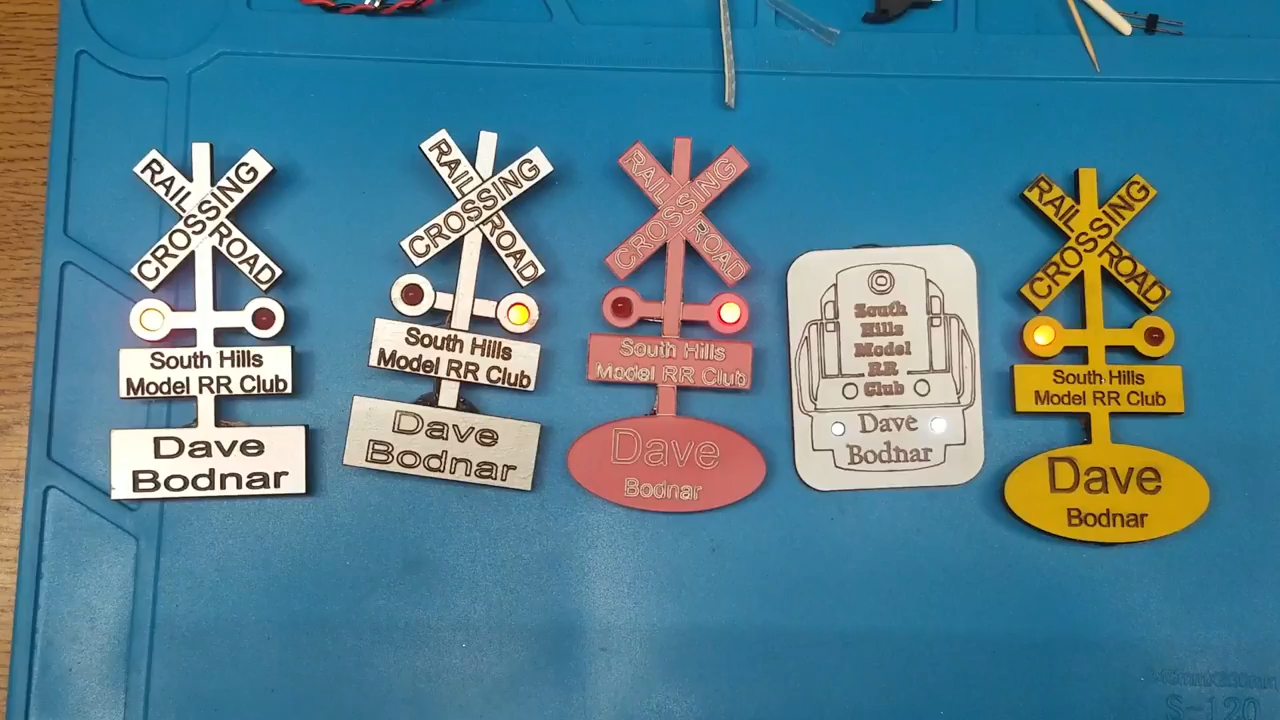 RAIL
ROAD
CROSSING
South Hills
Model RR Club
Dave
Bodnar
RAIL
ROAD
CROSSING
South Hills
Model RR Club
Dave
Bodnar
RAIL
ROAD
CROSSING
South Hills
Model RR Club
Dave
Bodnar
South
Hills
Model
RR
Club
Dave
Bodnar
RAIL
ROAD
CROSSING
South Hills
Model RR Club
Dave
Bodnar
S-120